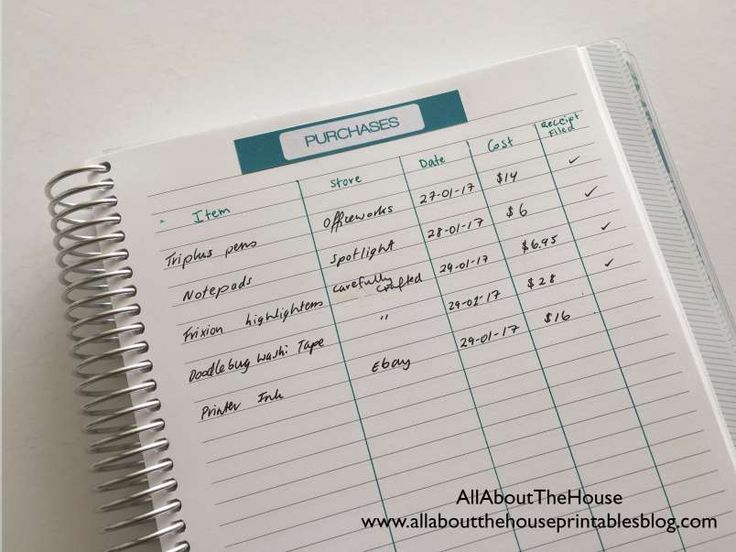 PURCHASES
Item Store Date Cost Receipt Filed
Triplus pens Officeworks 27-01-17 $14 ✓
Notepads Spotlight 28-01-17 $6 ✓
Frixion highlighters Carefully Crafted 29-01-17 $6.95 ✓
Doodlebug Washi Tape " 29-01-17 $28 ✓
Printer Ink Ebay 29-01-17 $16
AllAboutTheHouse
www.allaboutthehouseprintablesblog.com